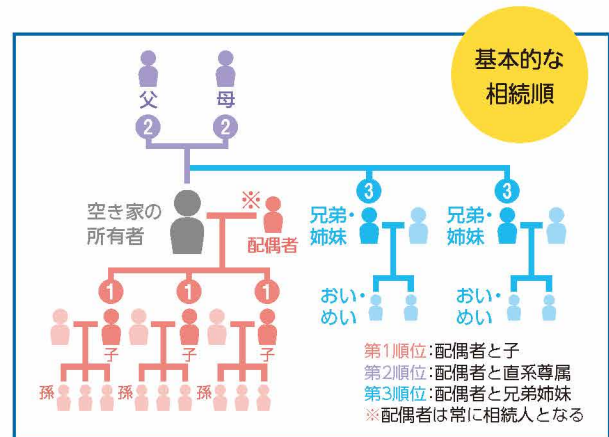 基本的な
相続順
父
母
2
2
空き家の
所有者
※
配偶者
3
兄弟・
姉妹
3
兄弟・
姉妹
おい・
めい
おい・
めい
1
1
1
子
子
子
孫
孫
孫
第1順位:配偶者と子
第2順位:配偶者と直系尊属
第3順位:配偶者と兄弟姉妹
※配偶者は常に相続人となる